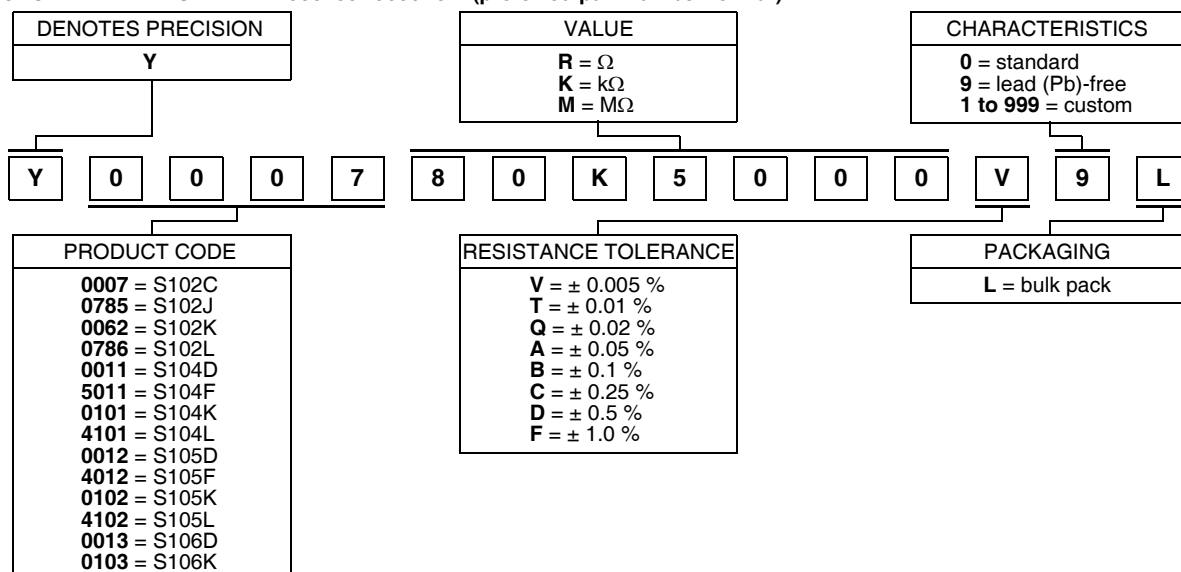 DENOTES PRECISION
Y
VALUE
R = Ω
K = kΩ
M = MΩ
CHARACTERISTICS
0 = standard
9 = lead (Pb)-free
1 to 999 = custom
Y 0 0 0 7 8 0 K 5 0 0 0 V 9 L
PRODUCT CODE
0007 = S102C
0785 = S102J
0062 = S102K
0786 = S102L
0011 = S104D
5011 = S104F
0101 = S104K
4101 = S104L
0012 = S105D
4012 = S105F
0102 = S105K
4102 = S105L
0013 = S106D
0103 = S106K
RESISTANCE TOLERANCE
V = ± 0.005 %
T = ± 0.01 %
Q = ± 0.02 %
A = ± 0.05 %
B = ± 0.1 %
C = ± 0.25 %
D = ± 0.5 %
F = ± 1.0 %
PACKAGING
L = bulk pack